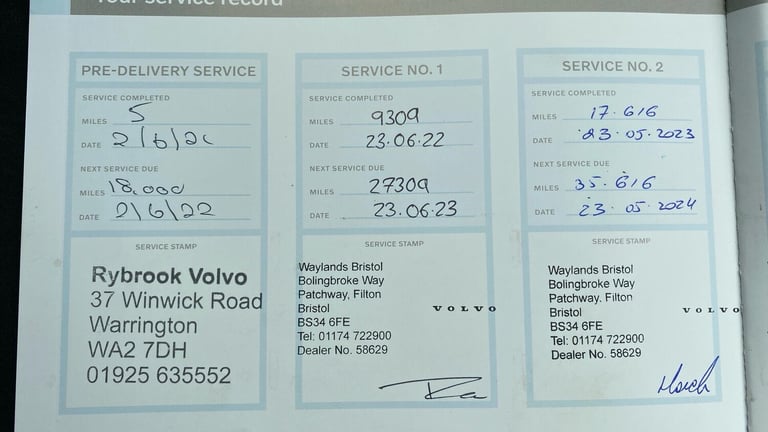 Your service record
PRE-DELIVERY SERVICE
SERVICE COMPLETED
MILES 5
DATE
NEXT SERVICE DUE
MILES 18,000
DATE 2/6/22
SERVICE STAMP
Rybrook Volvo
37 Winwick Road
Warrington
WA2 7DH
01925 635552
SERVICE NO. 1
SERVICE COMPLETED
MILES 9309
DATE 23.06.22
NEXT SERVICE DUE
MILES 27309
DATE 23.06.23
SERVICE STAMP
Waylands Bristol
Bolingbroke Way
Patchway, Filton
Bristol VOLVO
BS34 6FE
Tel: 01174 722900
Dealer No. 58629
SERVICE NO. 2
SERVICE COMPLETED
MILES 17.616
DATE 23.05.2023
NEXT SERVICE DUE
MILES 35.616
DATE 23.05.2024
SERVICE STAMP
Waylands Bristol
Bolingbroke Way
Patchway, Filton
Bristol VOLVO
BS34 6FE
Tel: 01174 722900
Dealer No. 58629